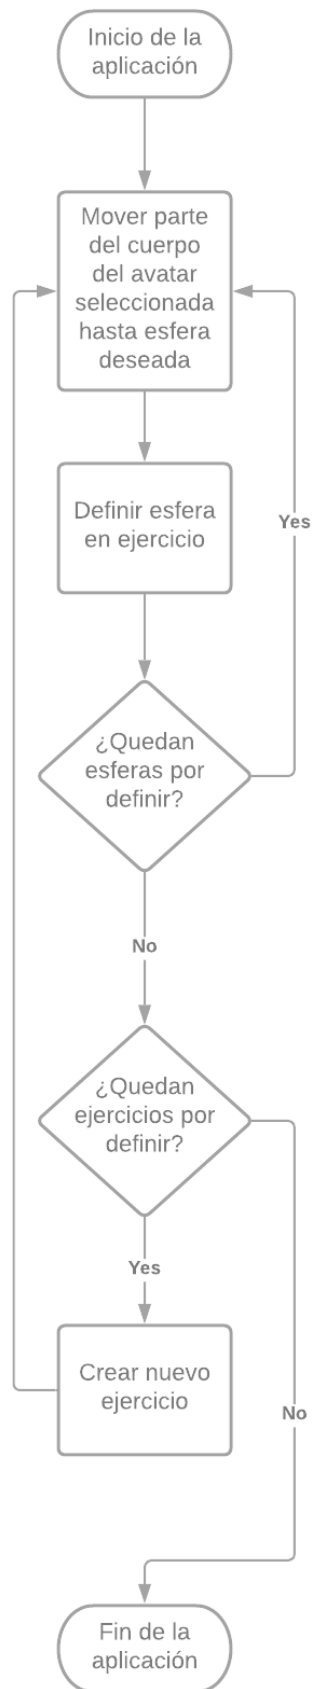 Inicio de la
aplicación
Mover parte
del cuerpo
del avatar
seleccionada
hasta esfera
deseada
Definir esfera
en ejercicio
Yes
¿Quedan
esferas por
definir?
No
¿Quedan
ejercicios por
definir?
Yes
Crear nuevo
ejercicio
No
Fin de la
aplicación